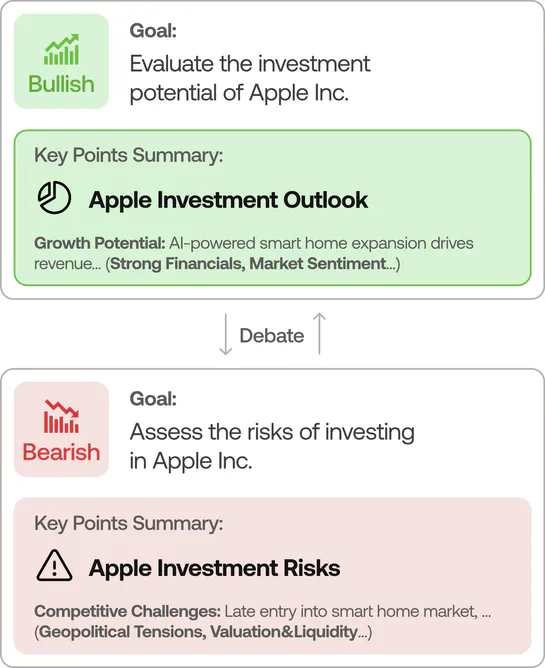 Bullish
Goal:
Evaluate the investment
potential of Apple Inc.
Key Points Summary:
Apple Investment Outlook
Growth Potential: AI-powered smart home expansion drives
revenue... (Strong Financials, Market Sentiment...)
Debate
Bearish
Goal:
Assess the risks of investing
in Apple Inc.
Key Points Summary:
Apple Investment Risks
Competitive Challenges: Late entry into smart home market, ...
(Geopolitical Tensions, Valuation&Liquidity...)